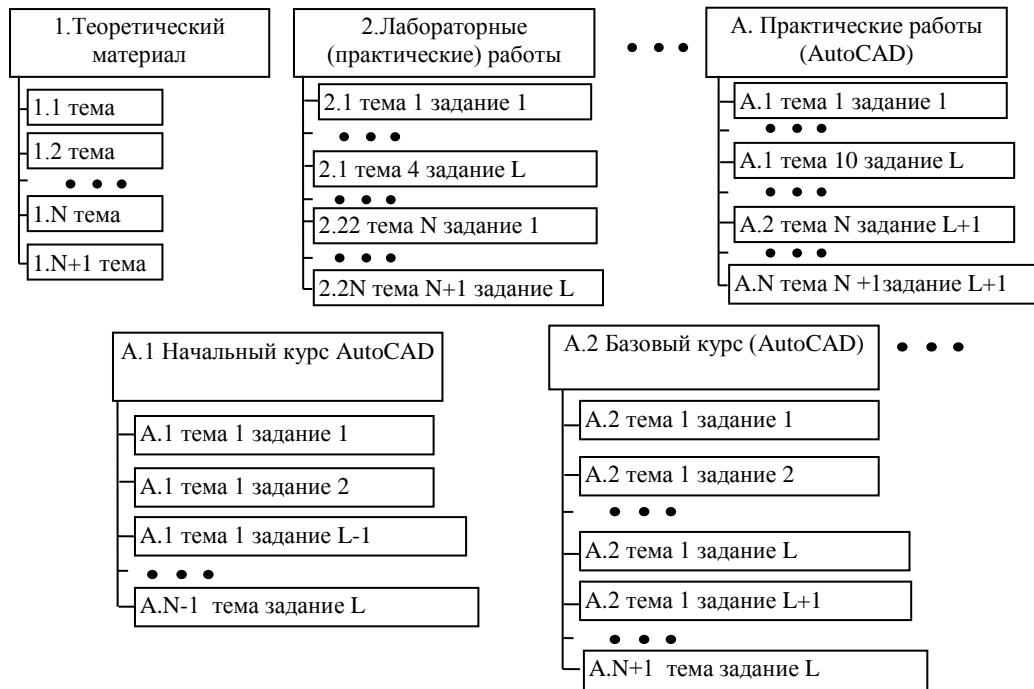 1.Теоретический
материал
1.1 тема
1.2 тема
• • •
1.N тема
1.N+1 тема
2.Лабораторные
(практические) работы
2.1 тема 1 задание 1
• • •
2.1 тема 4 задание L
• • •
2.22 тема N задание 1
• • •
2.2N тема N+1 задание L
• • •
А. Практические работы
(AutoCAD)
А.1 тема 1 задание 1
• • •
А.1 тема 10 задание L
• • •
А.2 тема N задание L+1
• • •
А.N тема N +1задание L+1
А.1 Начальный курс AutoCAD
А.1 тема 1 задание 1
А.1 тема 1 задание 2
А.1 тема 1 задание L-1
• • •
А.N-1 тема задание L
А.2 Базовый курс (AutoCAD)
А.2 тема 1 задание 1
А.2 тема 1 задание 2
• • •
А.2 тема 1 задание L
А.2 тема 1 задание L+1
• • •
А.N+1 тема задание L
• • •